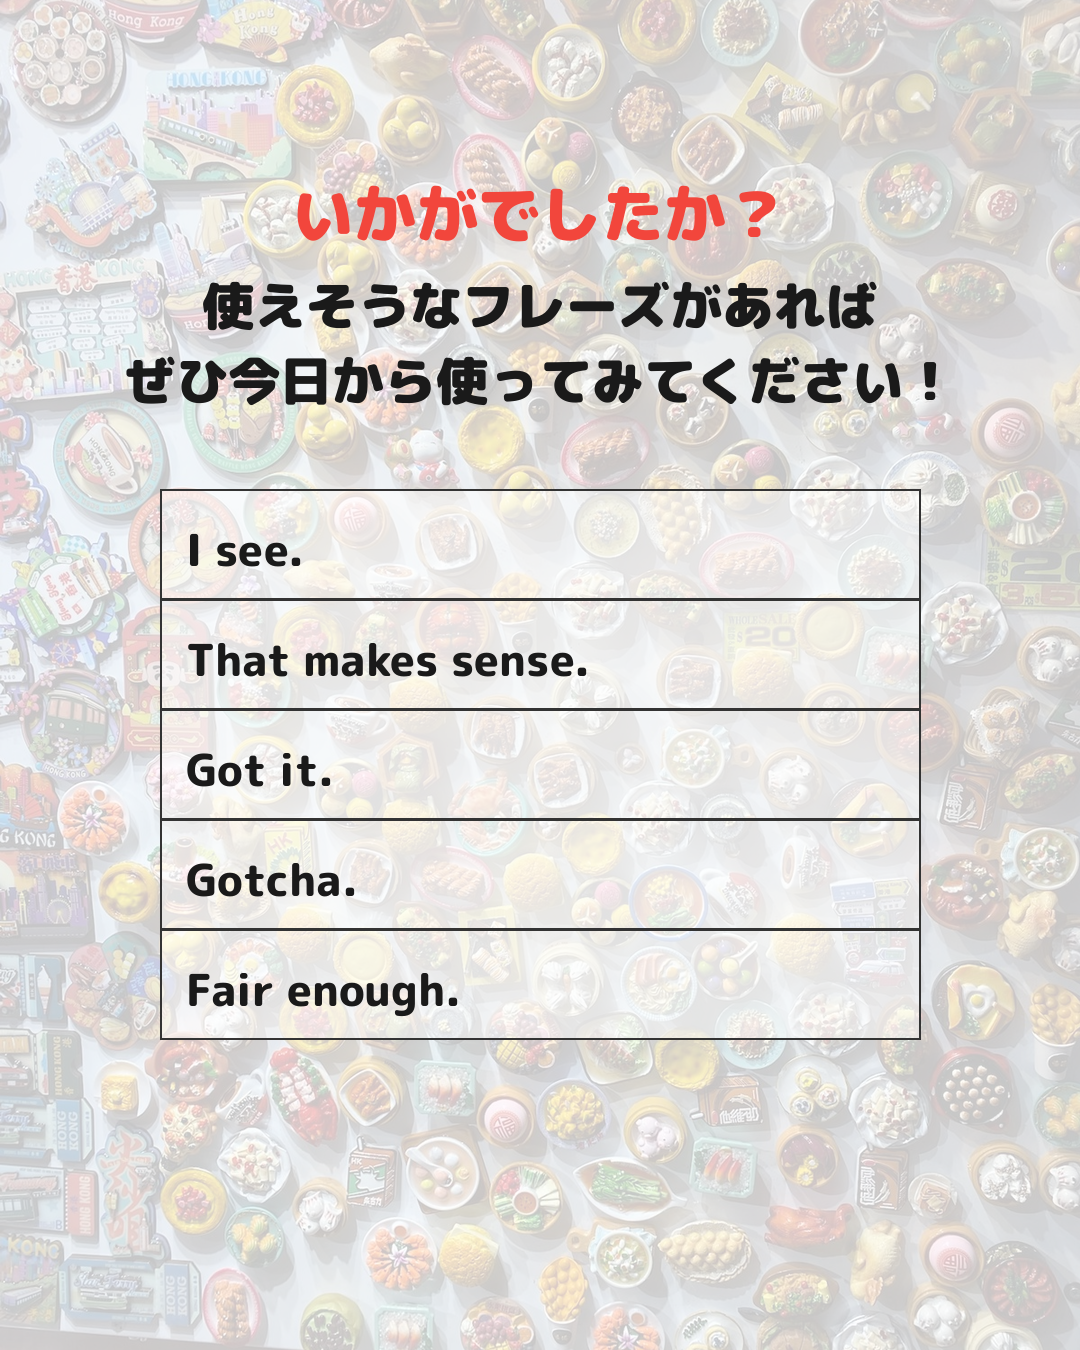 いかがでしたか？
使えそうなフレーズがあれば
ぜひ今日から使ってみてください！
I see.
That makes sense.
Got it.
Gotcha.
Fair enough.